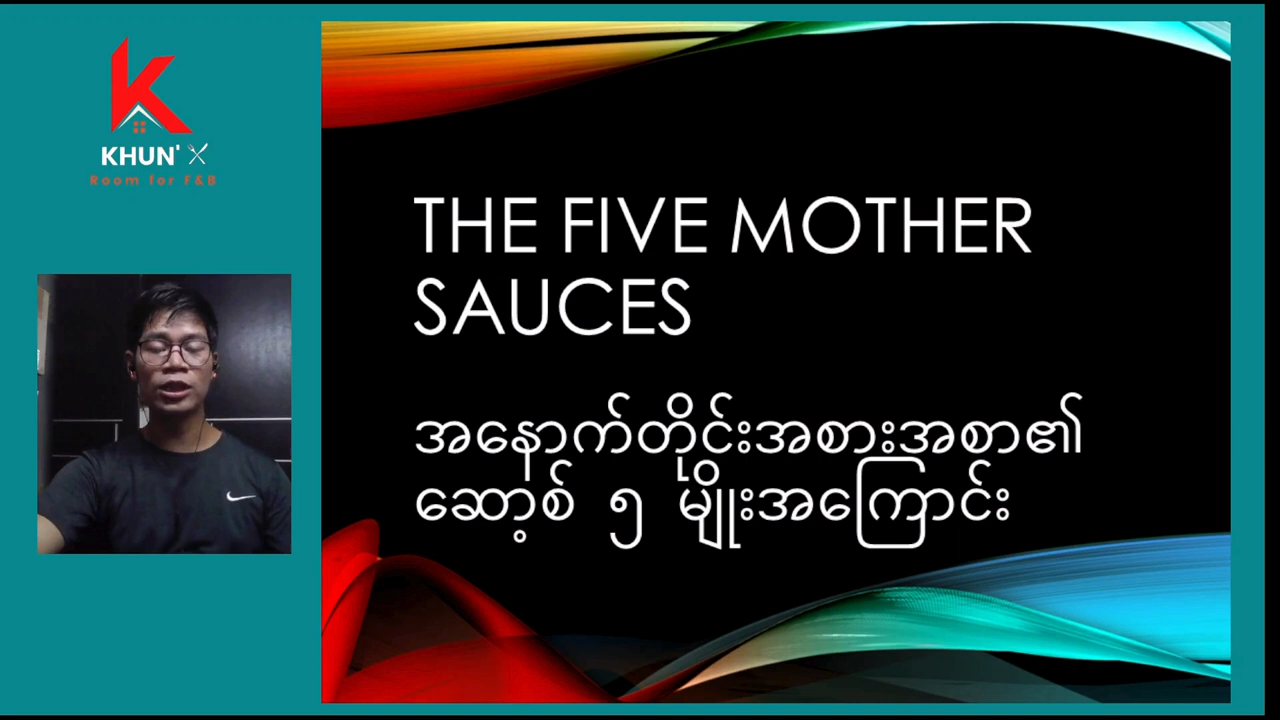 KHUN'
Room for F&B
THE FIVE MOTHER
SAUCES
အနောက်တိုင်းအစားအစာ၏
ဆော့စ် ၅ မျိုးအကြောင်း